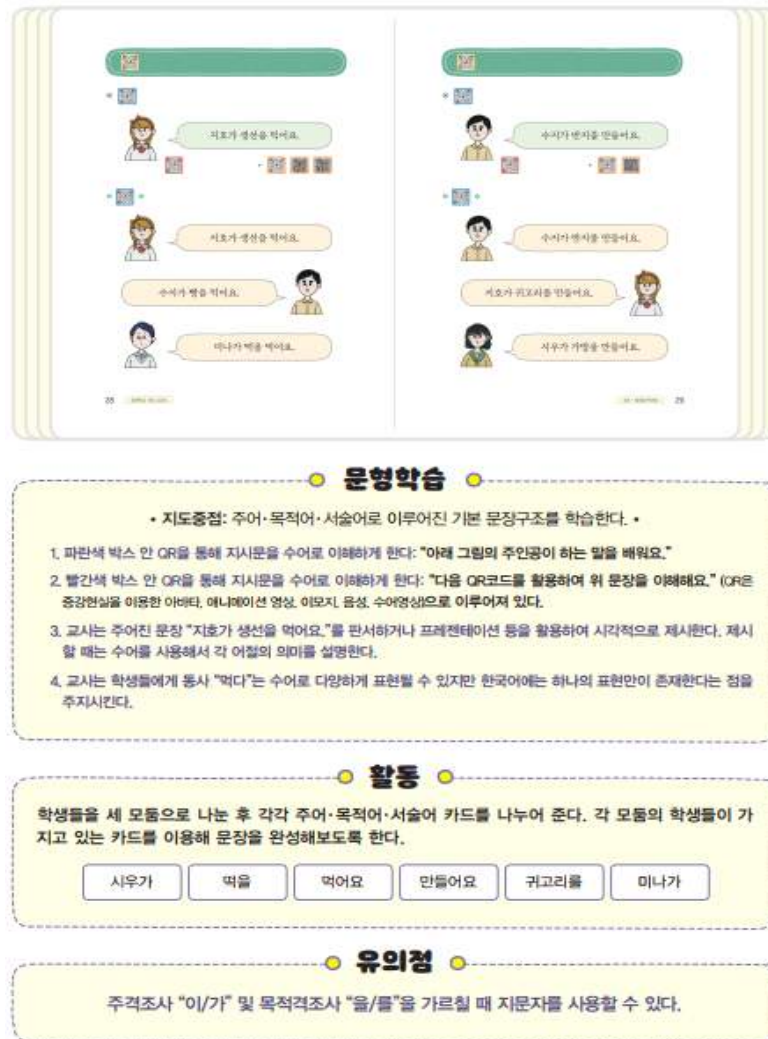 지호가 생선을 먹어요.
지호가 생선을 먹어요.
수지가 빵을 먹어요.
미나가 떡을 먹어요.
28
수지가 반지를 만들어요.
수지가 반지를 만들어요.
지호가 귀고리를 만들어요.
시우가 가방을 만들어요.
29
문형학습
• 지도중점: 주어·목적어·서술어로 이루어진 기본 문장구조를 학습한다. •
1. 파란색 박스 안 QR을 통해 지시문을 수어로 이해하게 한다: "아래 그림의 주인공이 하는 말을 배워요."
2. 빨간색 박스 안 QR을 통해 지시문을 수어로 이해하게 한다: "다음 QR코드를 활용하여 위 문장을 이해해요." (QR은
증강현실을 이용한 아바타, 애니메이션 영상, 이모지, 음성, 수어영상)으로 이루어져 있다.
3. 교사는 주어진 문장 "지호가 생선을 먹어요."를 판서하거나 프레젠테이션 등을 활용하여 시각적으로 제시한다. 제시
할 때는 수어를 사용해서 각 어절의 의미를 설명한다.
4. 교사는 학생들에게 동사 "먹다"는 수어로 다양하게 표현될 수 있지만 한국어에는 하나의 표현만이 존재한다는 점을
주지시킨다.
활동
학생들을 세 모둠으로 나눈 후 각각 주어·목적어·서술어 카드를 나누어 준다. 각 모둠의 학생들이 가
지고 있는 카드를 이용해 문장을 완성해보도록 한다.
시우가 떡을 먹어요 만들어요 귀고리를 미나가
유의점
주격조사 "이/가" 및 목적격조사 "을/를"을 가르칠 때 지문자를 사용할 수 있다.